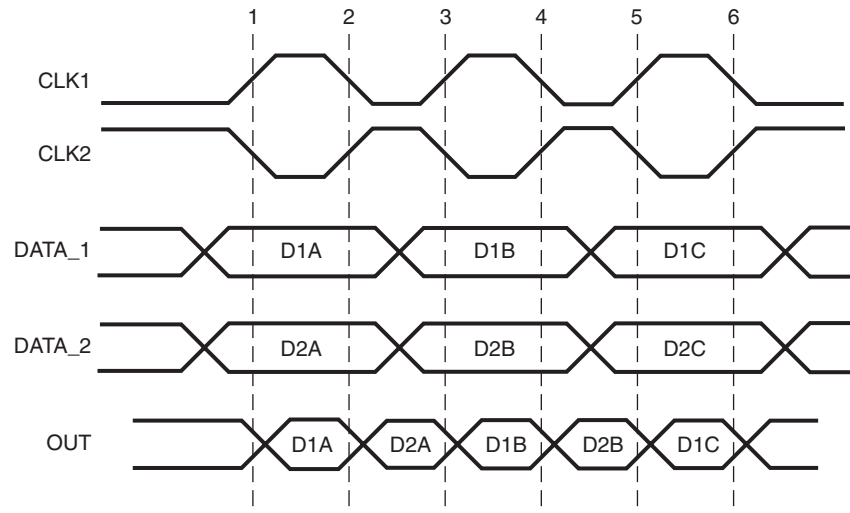 1 2 3 4 5 6
CLK1
CLK2
DATA_1 D1A D1B D1C
DATA_2 D2A D2B D2C
OUT D1A D2A D1B D2B D1C